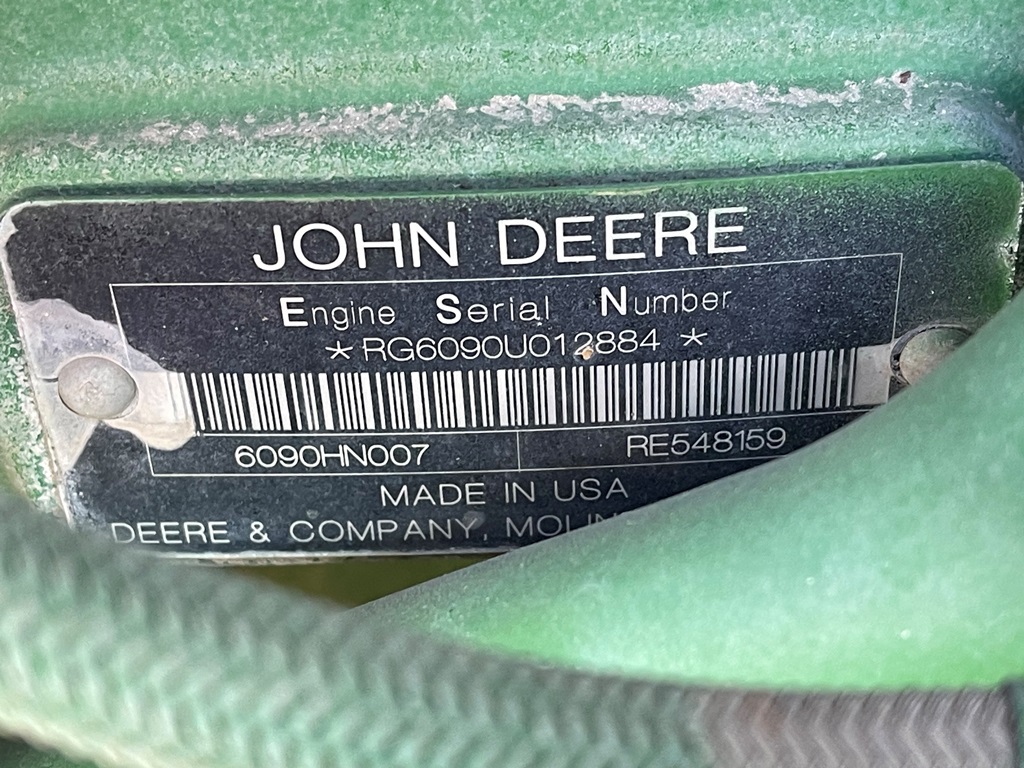 JOHN DEERE
Engine Serial Number
*RG6090U012884*
6090HN007 RE548159
MADE IN USA
DEERE & COMPANY,